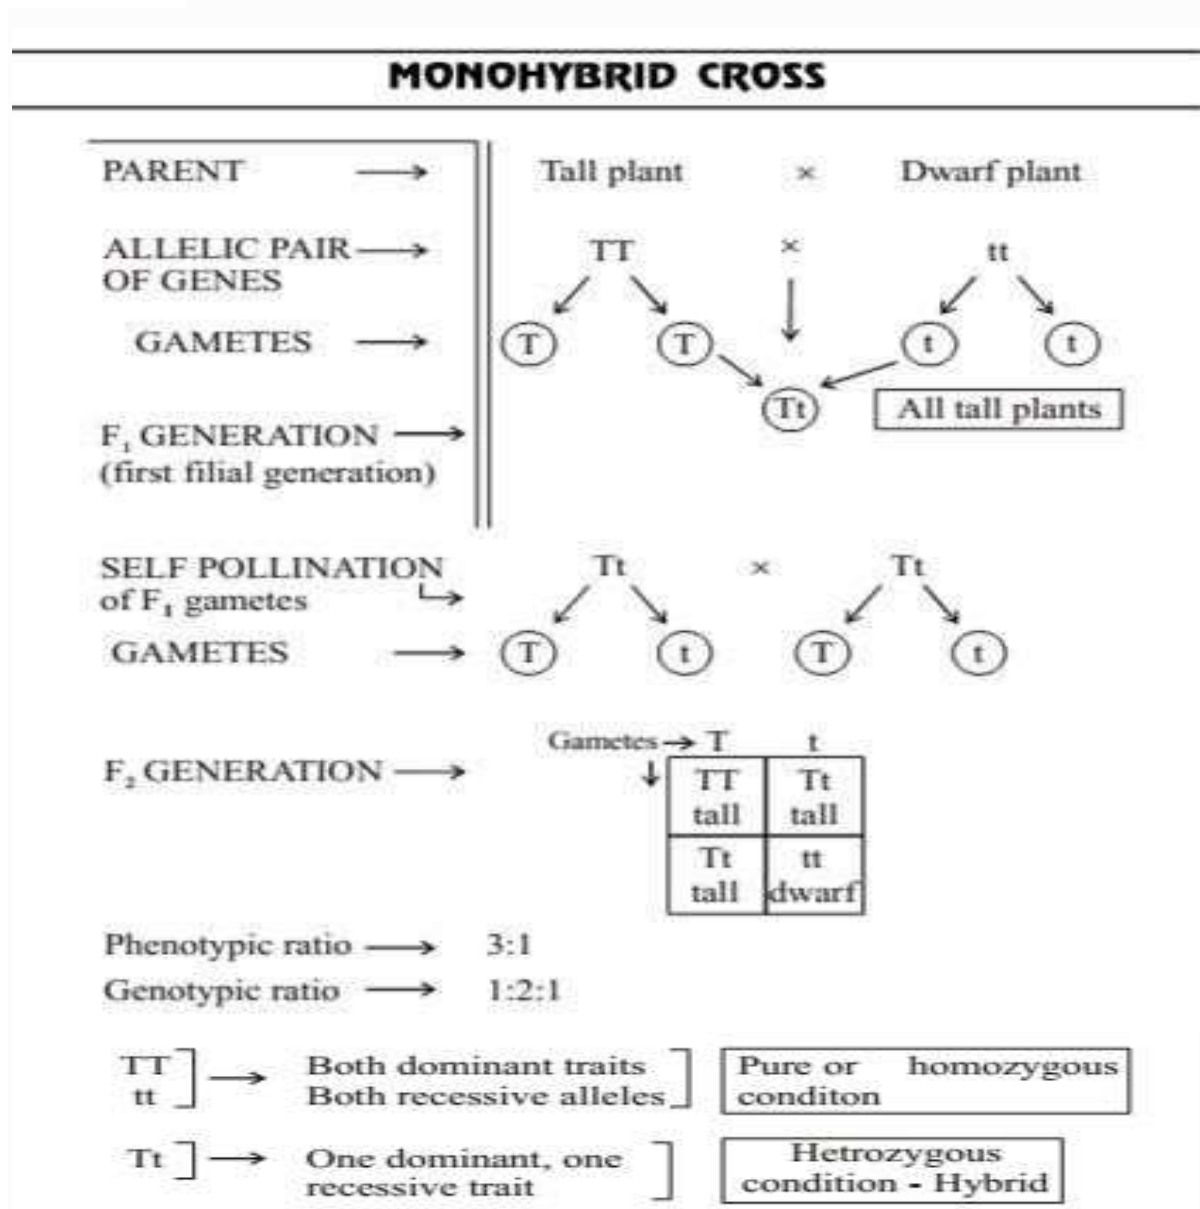 MONOHYBRID CROSS
PARENT → Tall plant × Dwarf plant
ALLELIC PAIR → TT × tt
OF GENES
GAMETES → T T t t
Tt All tall plants
F₁ GENERATION →
(first filial generation)
SELF POLLINATION Tt × Tt
of F₁ gametes
GAMETES → T t T t
Gametes → T t
F₂ GENERATION → TT Tt
tall tall
Tt tt
tall dwarf
Phenotypic ratio → 3:1
Genotypic ratio → 1:2:1
TT ] → Both dominant traits ] Pure or homozygous
tt Both recessive alleles conditon
Tt ] → One dominant, one ] Hetrozygous
recessive trait condition - Hybrid